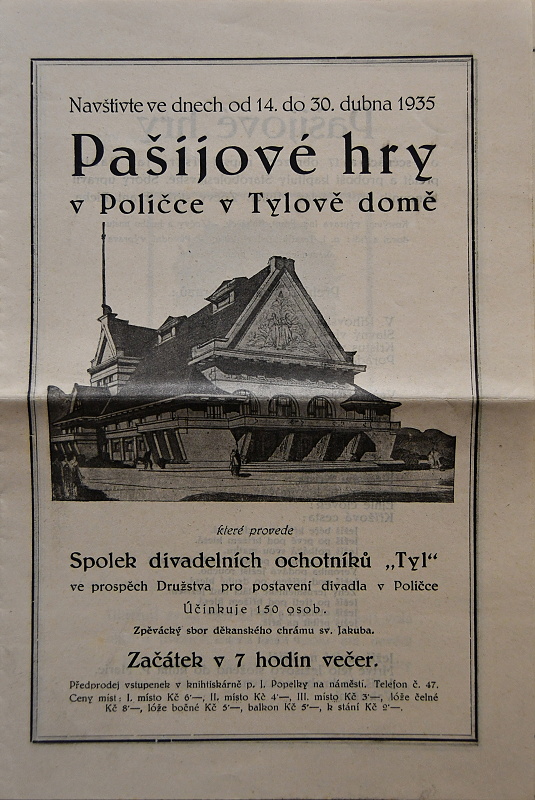 Navštivte ve dnech od 14. do 30. dubna 1935
Pašijové hry
v Poličce v Tylově domě
které provede
Spolek divadelních ochotníků „Tyl“
ve prospěch Družstva pro postavení divadla v Poličce
Účinkuje 150 osob.
Zpěvácký sbor děkanského chrámu sv. Jakuba.
Začátek v 7 hodin večer.
Předprodej vstupenek v knihtiskárně p. J. Popelky na náměstí. Telefon č. 47.
Ceny míst: I. místo Kč 6·—, II. místo Kč 4·—, III. místo Kč 3·—, lóže čelné
Kč 8·—, lóže bočné Kč 5·—, balkon Kč 5·—, k stání Kč 2·—.